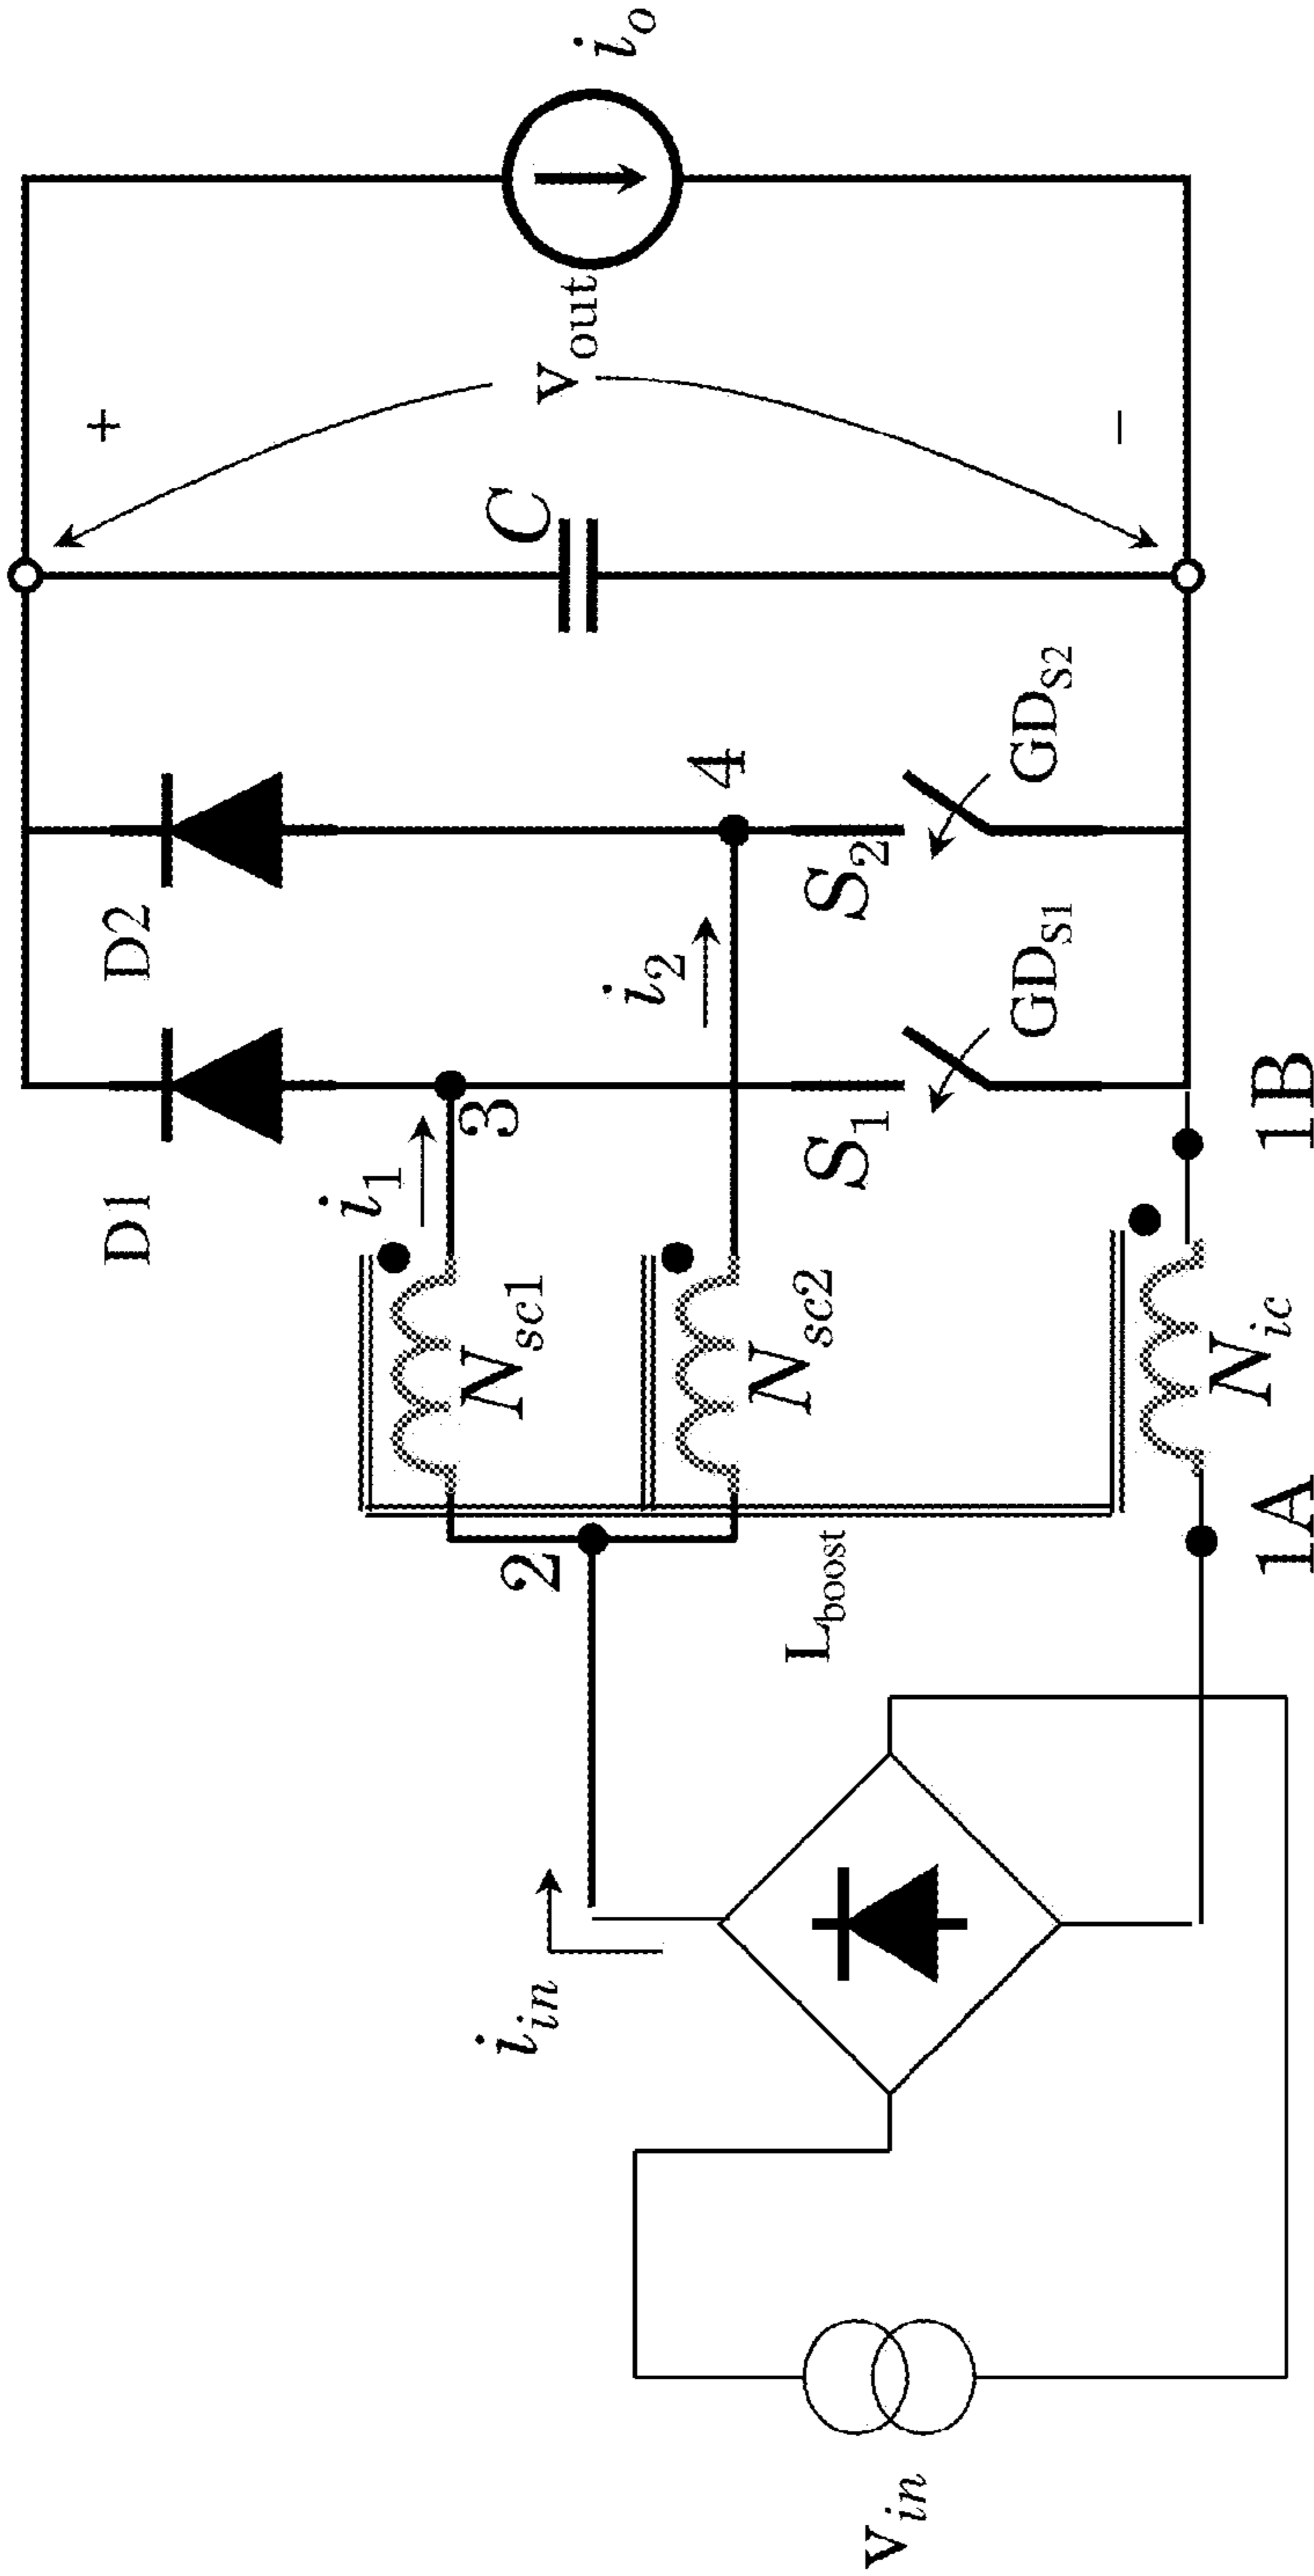 v_in
i_in
L_boost
2
N_sc1
N_sc2
N_ic
1A
1B
i_1
3
i_2
4
D1
D2
S_1
GD_S1
S_2
GD_S2
C
+
v_out
−
i_o